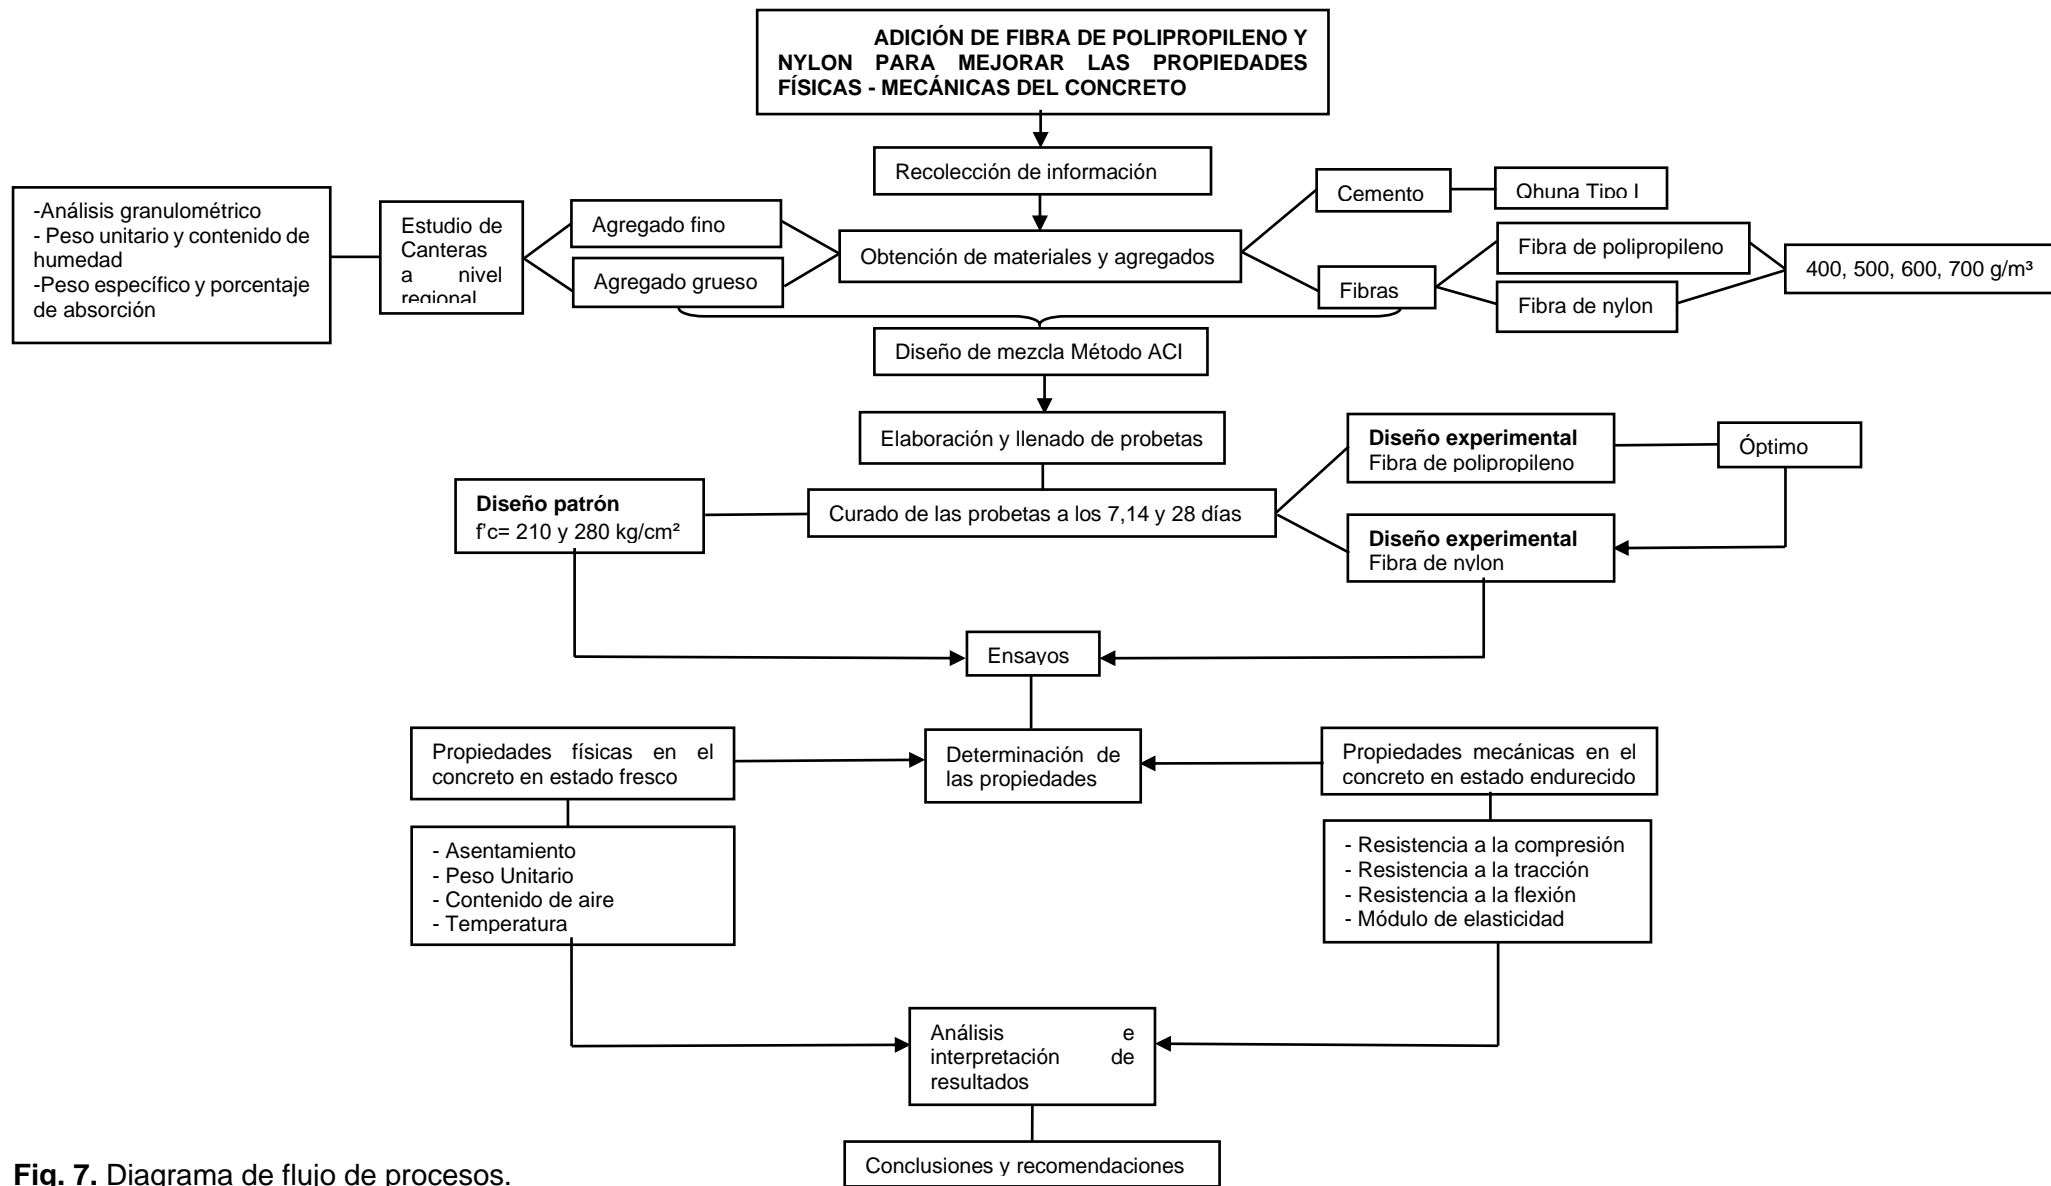 ADICIÓN DE FIBRA DE POLIPROPILENO Y
NYLON PARA MEJORAR LAS PROPIEDADES
FÍSICAS - MECÁNICAS DEL CONCRETO
Recolección de información
Cemento
Qhuna Tipo I
-Análisis granulométrico
- Peso unitario y contenido de
humedad
-Peso específico y porcentaje
de absorción
Estudio de
Canteras
a nivel
regional
Agregado fino
Agregado grueso
Obtención de materiales y agregados
Fibras
Fibra de polipropileno
Fibra de nylon
400, 500, 600, 700 g/m³
Diseño de mezcla Método ACI
Elaboración y llenado de probetas
Diseño experimental
Fibra de polipropileno
Óptimo
Diseño patrón
f'c= 210 y 280 kg/cm²
Curado de las probetas a los 7,14 y 28 días
Diseño experimental
Fibra de nylon
Ensayos
Propiedades físicas en el
concreto en estado fresco
Determinación de
las propiedades
Propiedades mecánicas en el
concreto en estado endurecido
- Asentamiento
- Peso Unitario
- Contenido de aire
- Temperatura
- Resistencia a la compresión
- Resistencia a la tracción
- Resistencia a la flexión
- Módulo de elasticidad
Análisis e
interpretación de
resultados
Conclusiones y recomendaciones
Fig. 7. Diagrama de flujo de procesos.